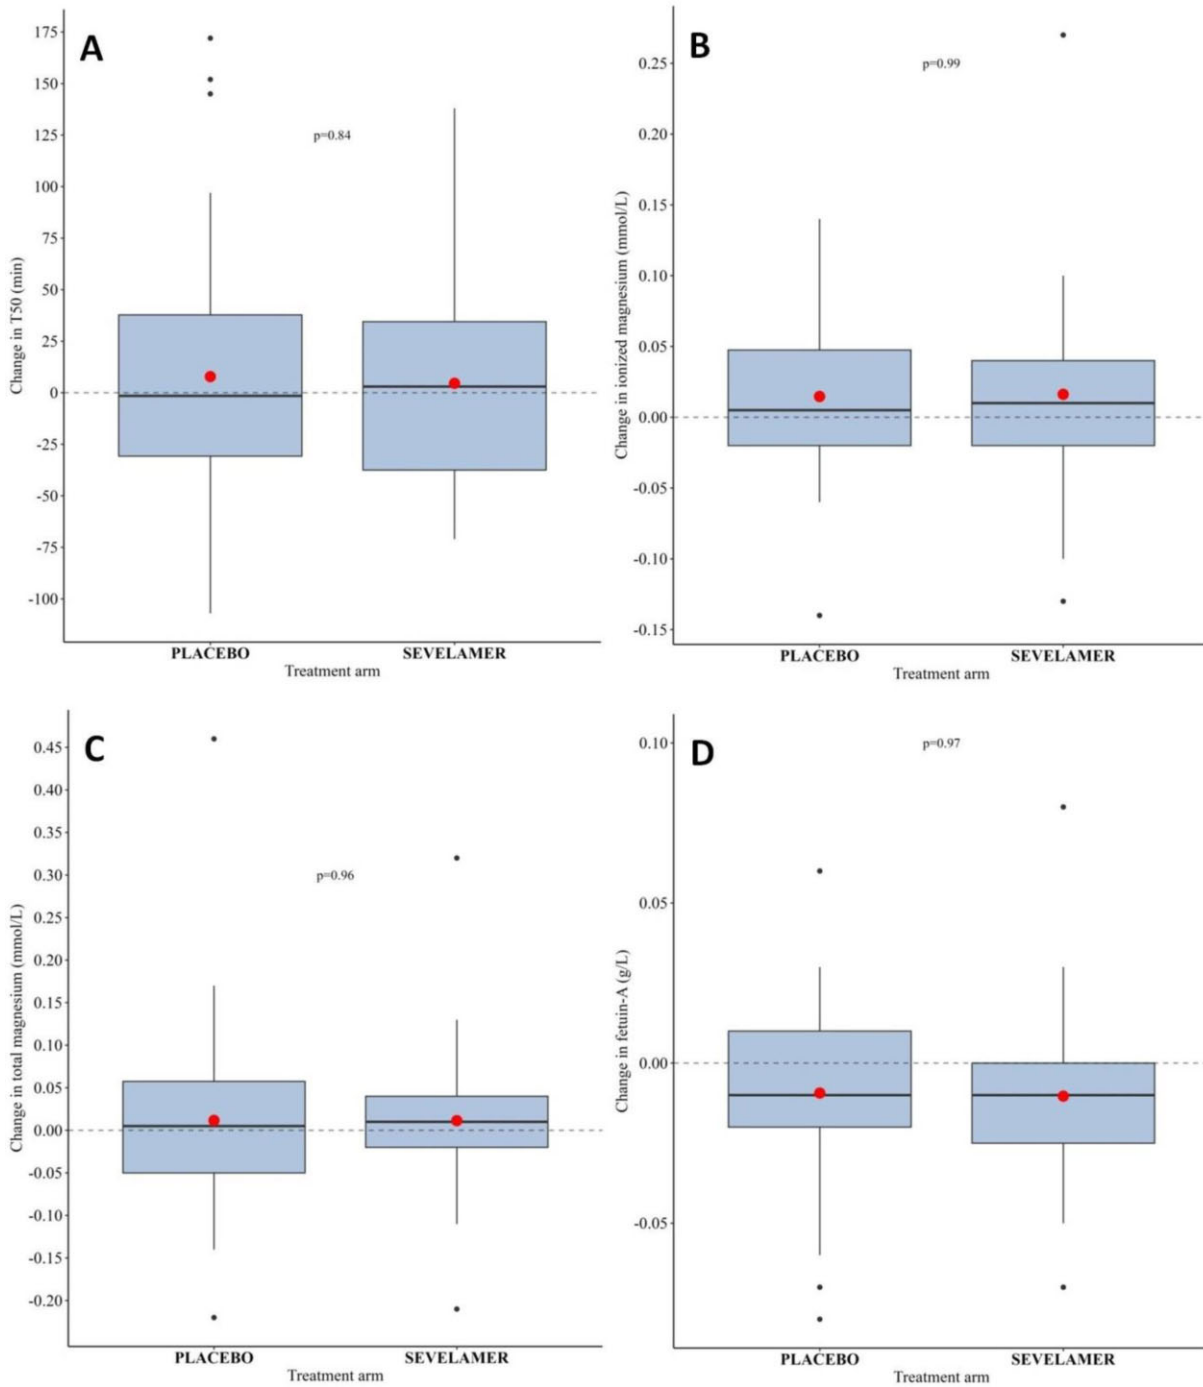 A
p=0.84
Change in T50 (min)
175
150
125
100
75
50
25
0
-25
-50
-75
-100
PLACEBO SEVELAMER
Treatment arm
B
p=0.99
Change in ionized magnesium (mmol/L)
0.25
0.20
0.15
0.10
0.05
0.00
-0.05
-0.10
-0.15
PLACEBO SEVELAMER
Treatment arm
C
p=0.96
Change in total magnesium (mmol/L)
0.45
0.40
0.35
0.30
0.25
0.20
0.15
0.10
0.05
0.00
-0.05
-0.10
-0.15
-0.20
PLACEBO SEVELAMER
Treatment arm
D
p=0.97
Change in fetuin-A (g/L)
0.10
0.05
0.00
-0.05
PLACEBO SEVELAMER
Treatment arm